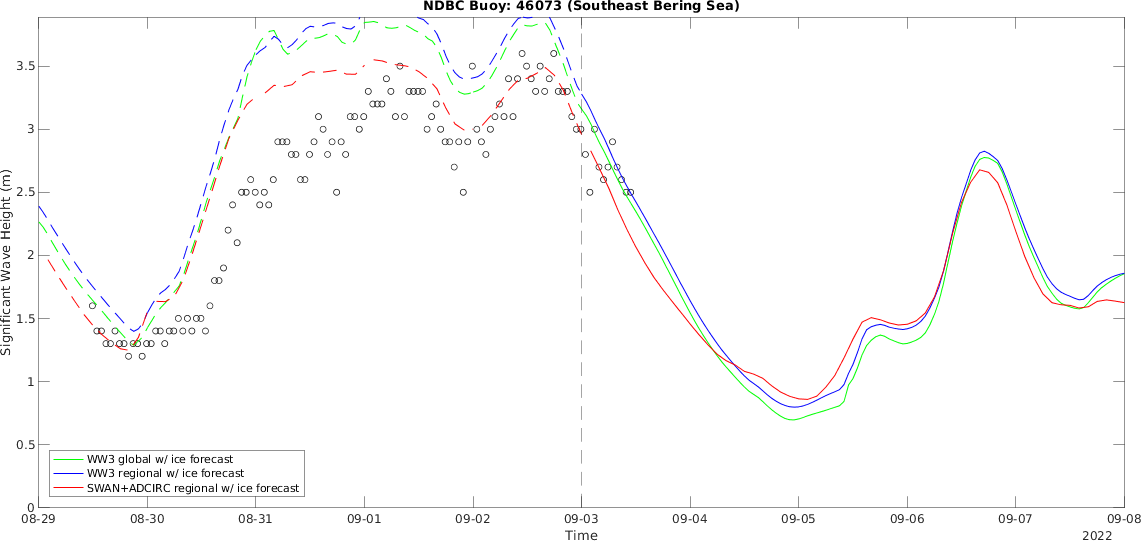 NDBC Buoy: 46073 (Southeast Bering Sea)
Significant Wave Height (m)
3.5
3
2.5
2
1.5
1
0.5
0
WW3 global w/ ice forecast
WW3 regional w/ ice forecast
SWAN+ADCIRC regional w/ ice forecast
08-29 08-30 08-31 09-01 09-02 09-03 09-04 09-05 09-06 09-07 09-08
Time
2022